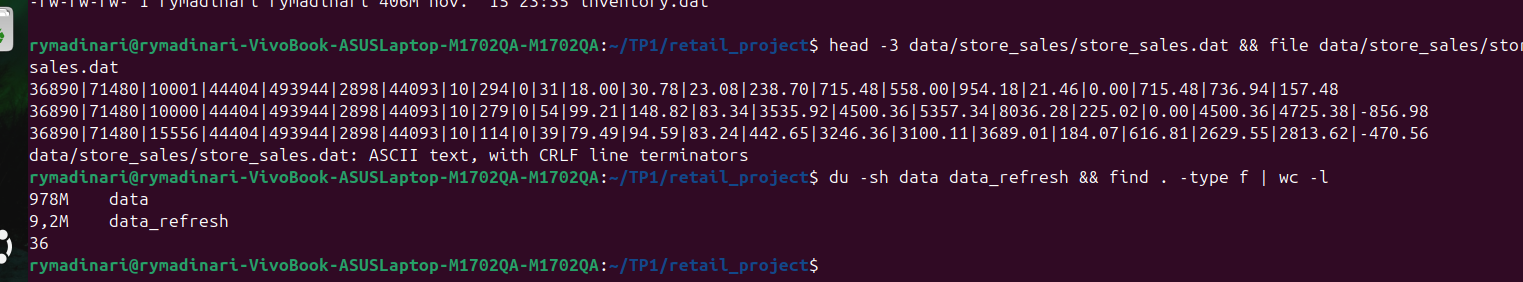 -rw-rw-rw- 1 rymadinari rymadinari 406M nov.  15 23:35 inventory.dat
rymadinari@rymadinari-VivoBook-ASUSLaptop-M1702QA-M1702QA:~/TP1/retail_project$ head -3 data/store_sales/store_sales.dat && file data/store_sales/stor
sales.dat
36890|71480|10001|44404|493944|2898|44093|10|294|0|31|18.00|30.78|23.08|238.70|715.48|558.00|954.18|21.46|0.00|715.48|736.94|157.48
36890|71480|10000|44404|493944|2898|44093|10|279|0|54|99.21|148.82|83.34|3535.92|4500.36|5357.34|8036.28|225.02|0.00|4500.36|4725.38|-856.98
36890|71480|15556|44404|493944|2898|44093|10|114|0|39|79.49|94.59|83.24|442.65|3246.36|3100.11|3689.01|184.07|616.81|2629.55|2813.62|-470.56
data/store_sales/store_sales.dat: ASCII text, with CRLF line terminators
rymadinari@rymadinari-VivoBook-ASUSLaptop-M1702QA-M1702QA:~/TP1/retail_project$ du -sh data data_refresh && find . -type f | wc -l
978M    data
9,2M    data_refresh
36
rymadinari@rymadinari-VivoBook-ASUSLaptop-M1702QA-M1702QA:~/TP1/retail_project$